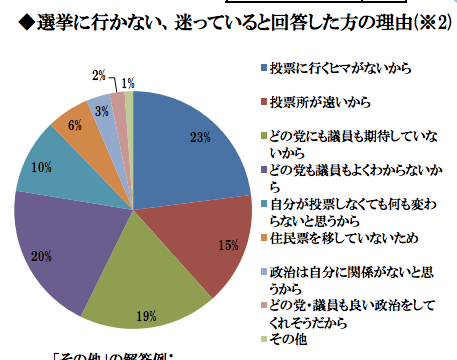 ◆選挙に行かない、迷っていると回答した方の理由(※2)
投票に行くヒマがないから
投票所が遠いから
どの党にも議員も期待していな
いから
どの党も議員もよくわからないか
ら
自分が投票しなくても何も変わ
らないと思うから
住民票を移していないため
政治は自分に関係がないと思
うから
どの党・議員も良い政治をして
くれそうだから
その他
23%
15%
19%
20%
10%
6%
3%
2%
1%
「その他」の解答例: